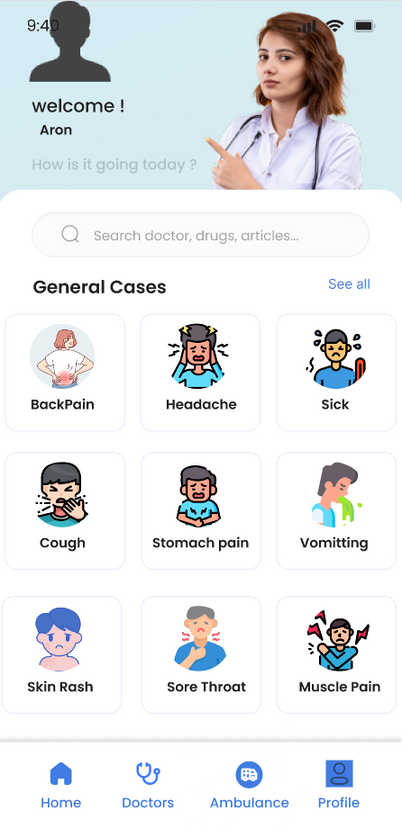 9:40
welcome !
Aron
How is it going today ?
Search doctor, drugs, articles...
General Cases
See all
BackPain
Headache
Sick
Cough
Stomach pain
Vomitting
Skin Rash
Sore Throat
Muscle Pain
Home
Doctors
Ambulance
Profile